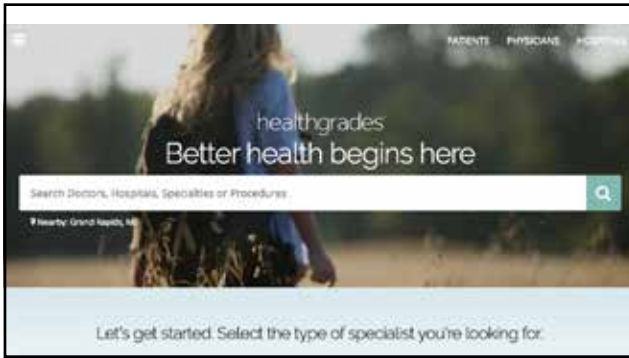 PATIENTS PHYSICIANS HOSPITALS
healthgrades
Better health begins here
Search Doctors, Hospitals, Specialties or Procedures
Nearby: Grand Rapids, MI
Let's get started. Select the type of specialist you're looking for.